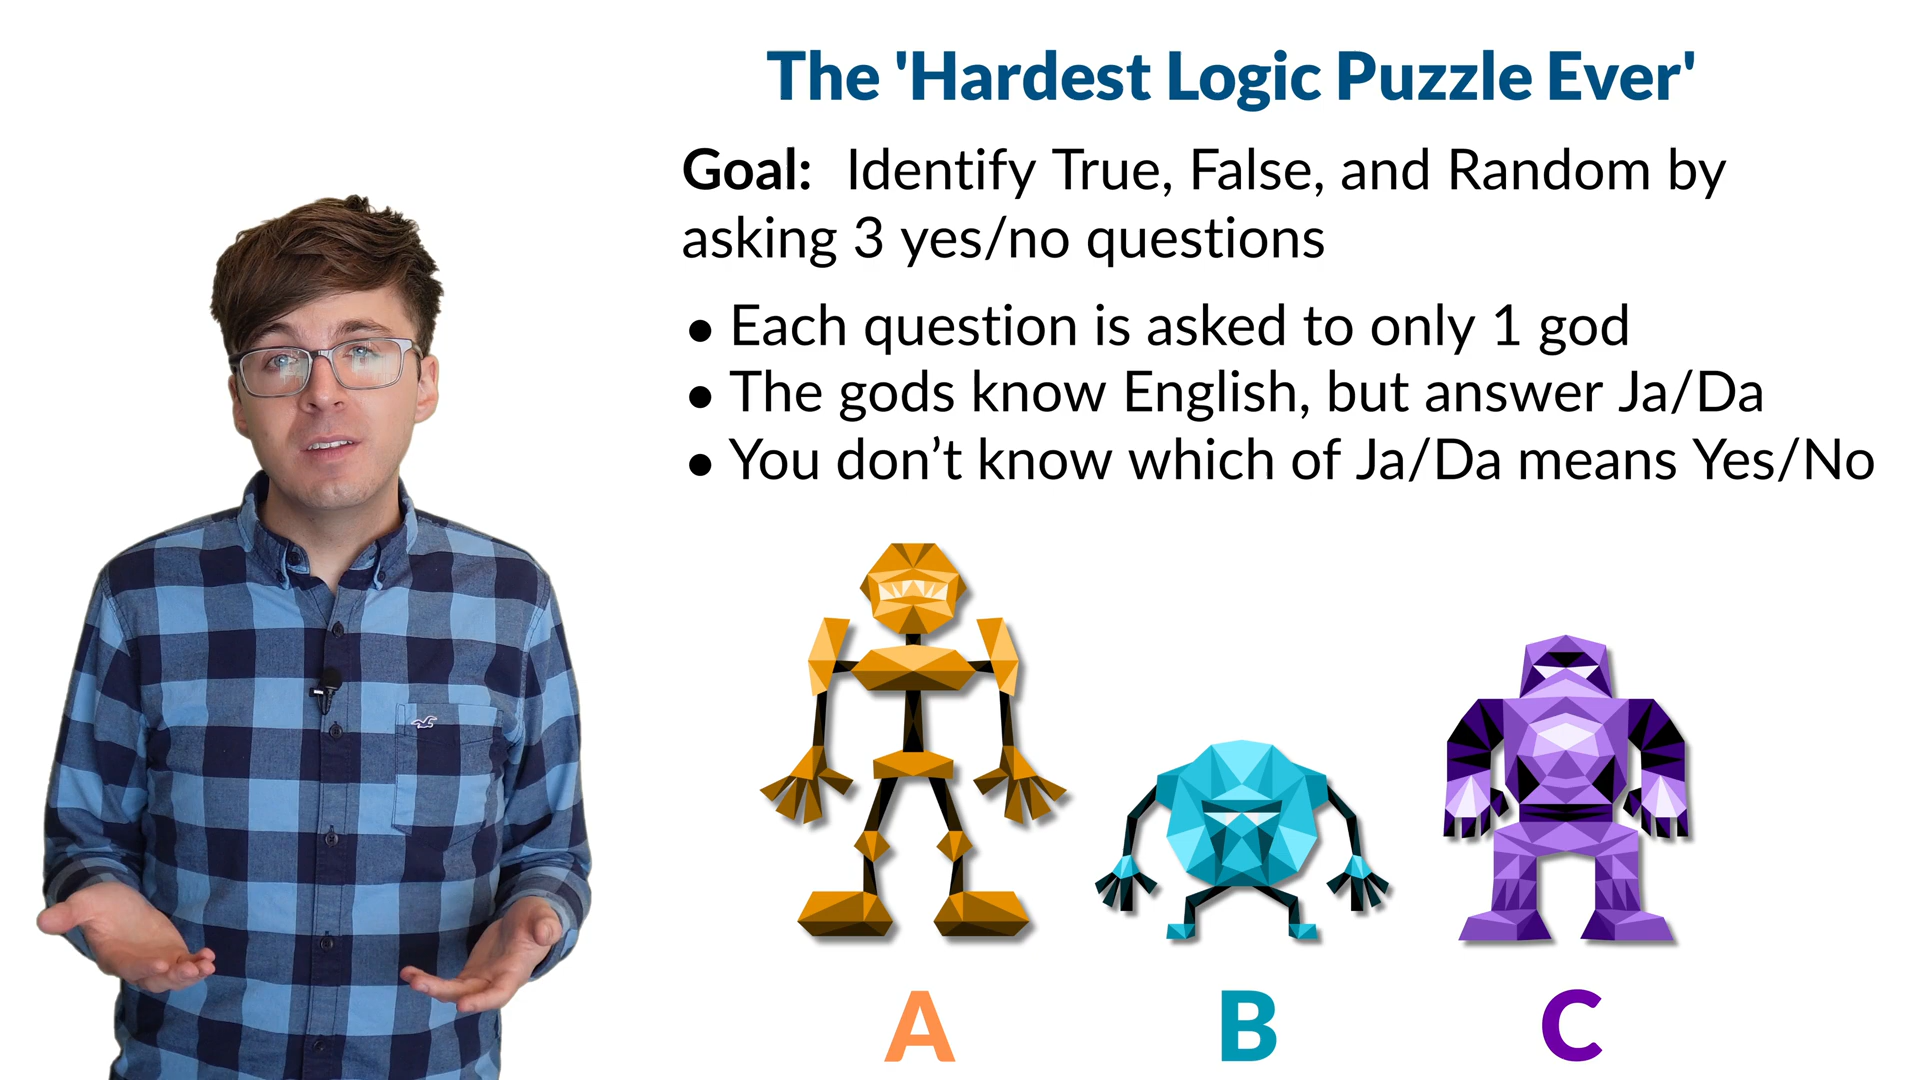 The 'Hardest Logic Puzzle Ever'
Goal: Identify True, False, and Random by
asking 3 yes/no questions
● Each question is asked to only 1 god
● The gods know English, but answer Ja/Da
● You don’t know which of Ja/Da means Yes/No
A B C